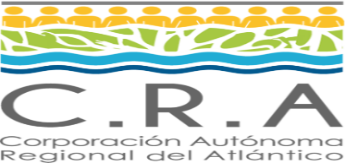 C.R.A
Corporación Autónoma
Regional del Atlántico